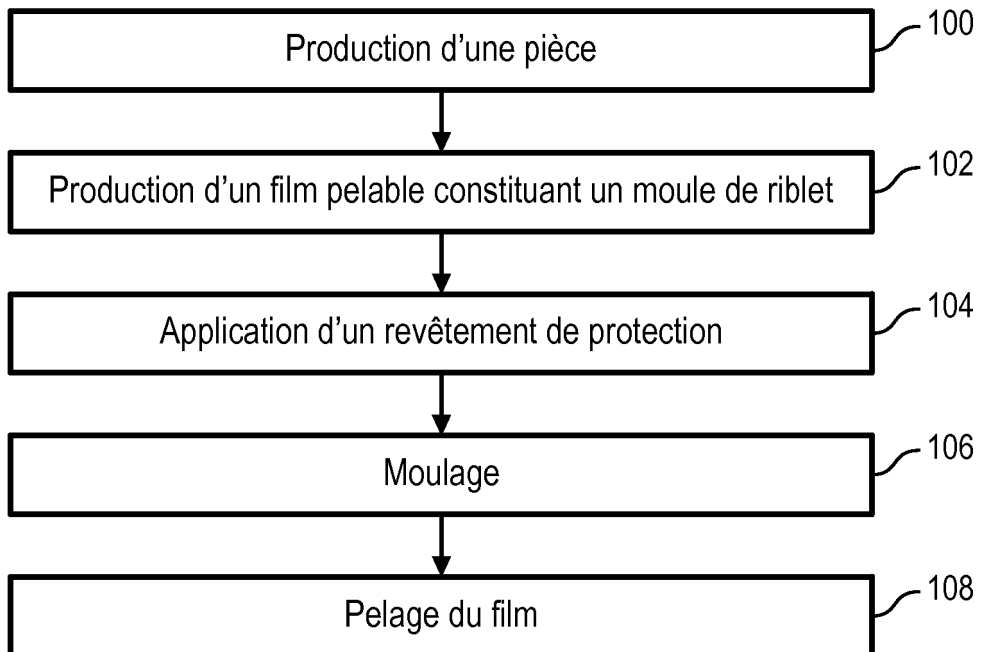 Production d'une pièce
100
Production d'un film pelable constituant un moule de riblet
102
Application d'un revêtement de protection
104
Moulage
106
Pelage du film
108